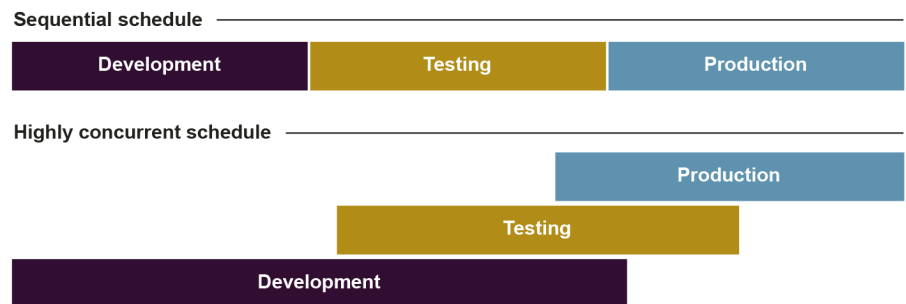 Sequential schedule
Development Testing Production
Highly concurrent schedule
Production
Testing
Development